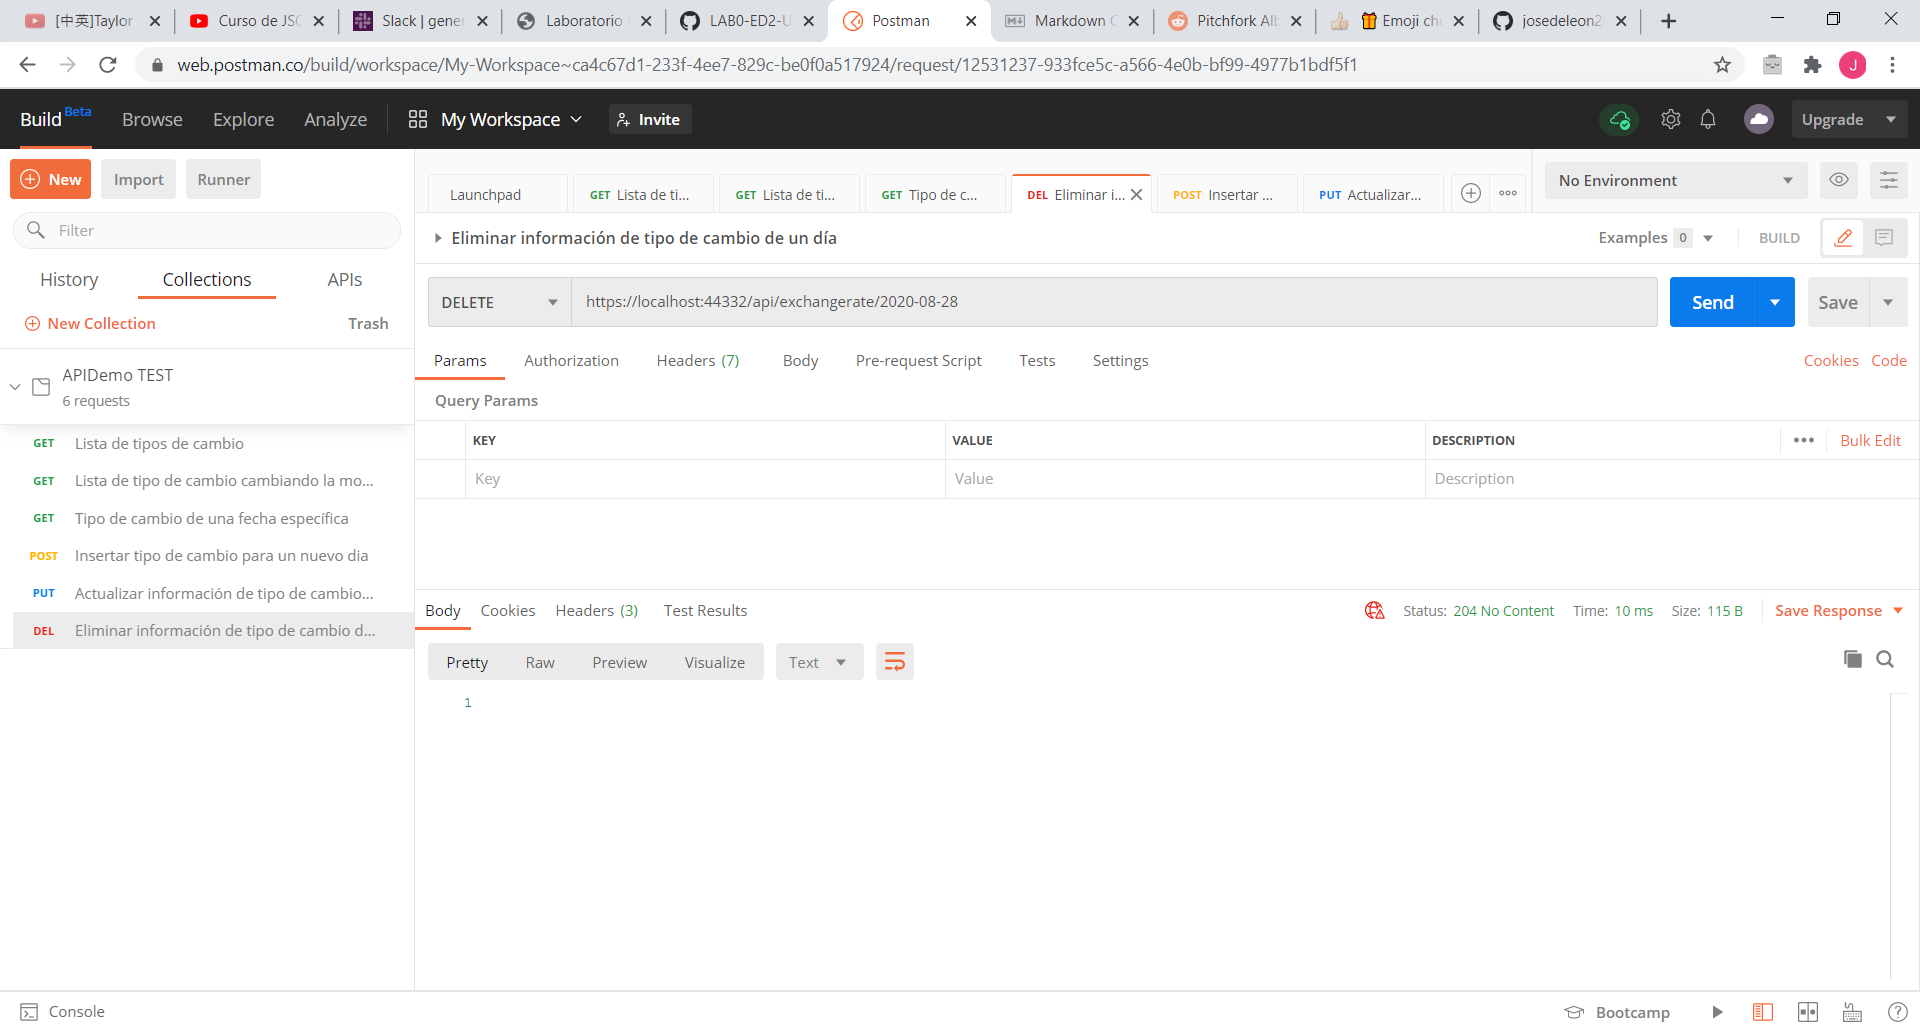 [中英]Taylor
Curso de JSO
Slack | gener
Laboratorio
LAB0-ED2-U
Postman
Markdown C
Pitchfork Alb
Emoji che
josedeleon2
web.postman.co/build/workspace/My-Workspace~ca4c67d1-233f-4ee7-829c-be0f0a517924/request/12531237-933fce5c-a566-4e0b-bf99-4977b1bdf5f1
J
Build Beta
Browse
Explore
Analyze
My Workspace
Invite
Upgrade
New
Import
Runner
Launchpad
GET Lista de ti...
GET Lista de ti...
GET Tipo de c...
DEL Eliminar i...
POST Insertar ...
PUT Actualizar...
No Environment
Filter
Eliminar información de tipo de cambio de un día
Examples 0
BUILD
History
Collections
APIs
DELETE
https://localhost:44332/api/exchangerate/2020-08-28
Send
Save
New Collection
Trash
Params
Authorization
Headers (7)
Body
Pre-request Script
Tests
Settings
Cookies
Code
APIDemo TEST
6 requests
Query Params
KEY
VALUE
DESCRIPTION
Bulk Edit
Key
Value
Description
GET Lista de tipos de cambio
GET Lista de tipo de cambio cambiando la mo...
GET Tipo de cambio de una fecha específica
POST Insertar tipo de cambio para un nuevo dia
PUT Actualizar información de tipo de cambio...
DEL Eliminar información de tipo de cambio d...
Body
Cookies
Headers (3)
Test Results
Status: 204 No Content
Time: 10 ms
Size: 115 B
Save Response
Pretty
Raw
Preview
Visualize
Text
1
Console
Bootcamp